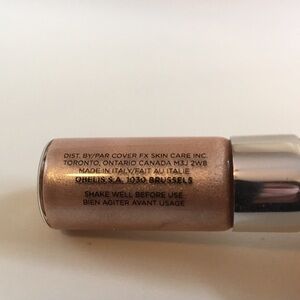 DIST. BY/PAR COVER FX SKIN CARE INC.
TORONTO, ONTARIO CANADA M3J 2W8
MADE IN ITALY/FAIT AU ITALIE
OBELIS S.A. 1030 BRUSSELS
SHAKE WELL BEFORE USE
BIEN AGITER AVANT USAGE